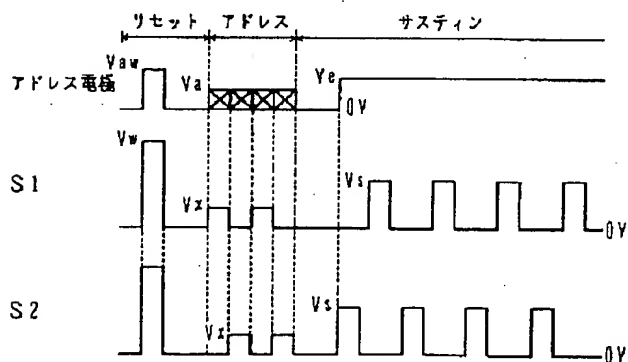 リセット アドレス サスティン
Vaw
アドレス電極 Va Ve
0V
Vw
S1 Vx Vs
0V
S2 Vx Vs
0V